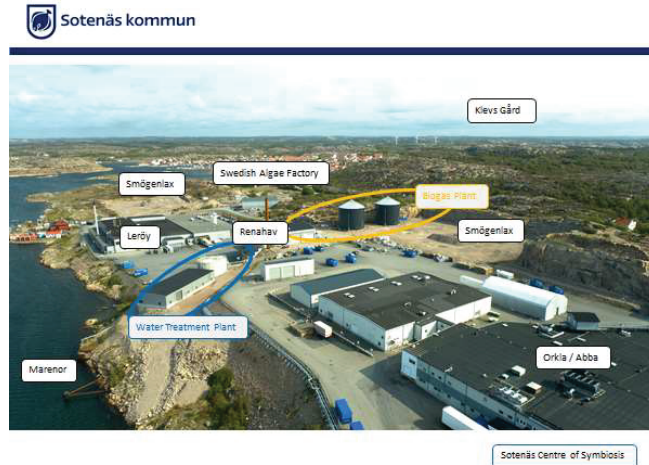 Sotenäs kommun
Klevs Gård
Swedish Algae Factory
Smögenlax
Biogas Plant
Leröy
Renahav
Smögenlax
Water Treatment Plant
Orkla / Abba
Marenor
Sotenäs Centre of Symbiosis